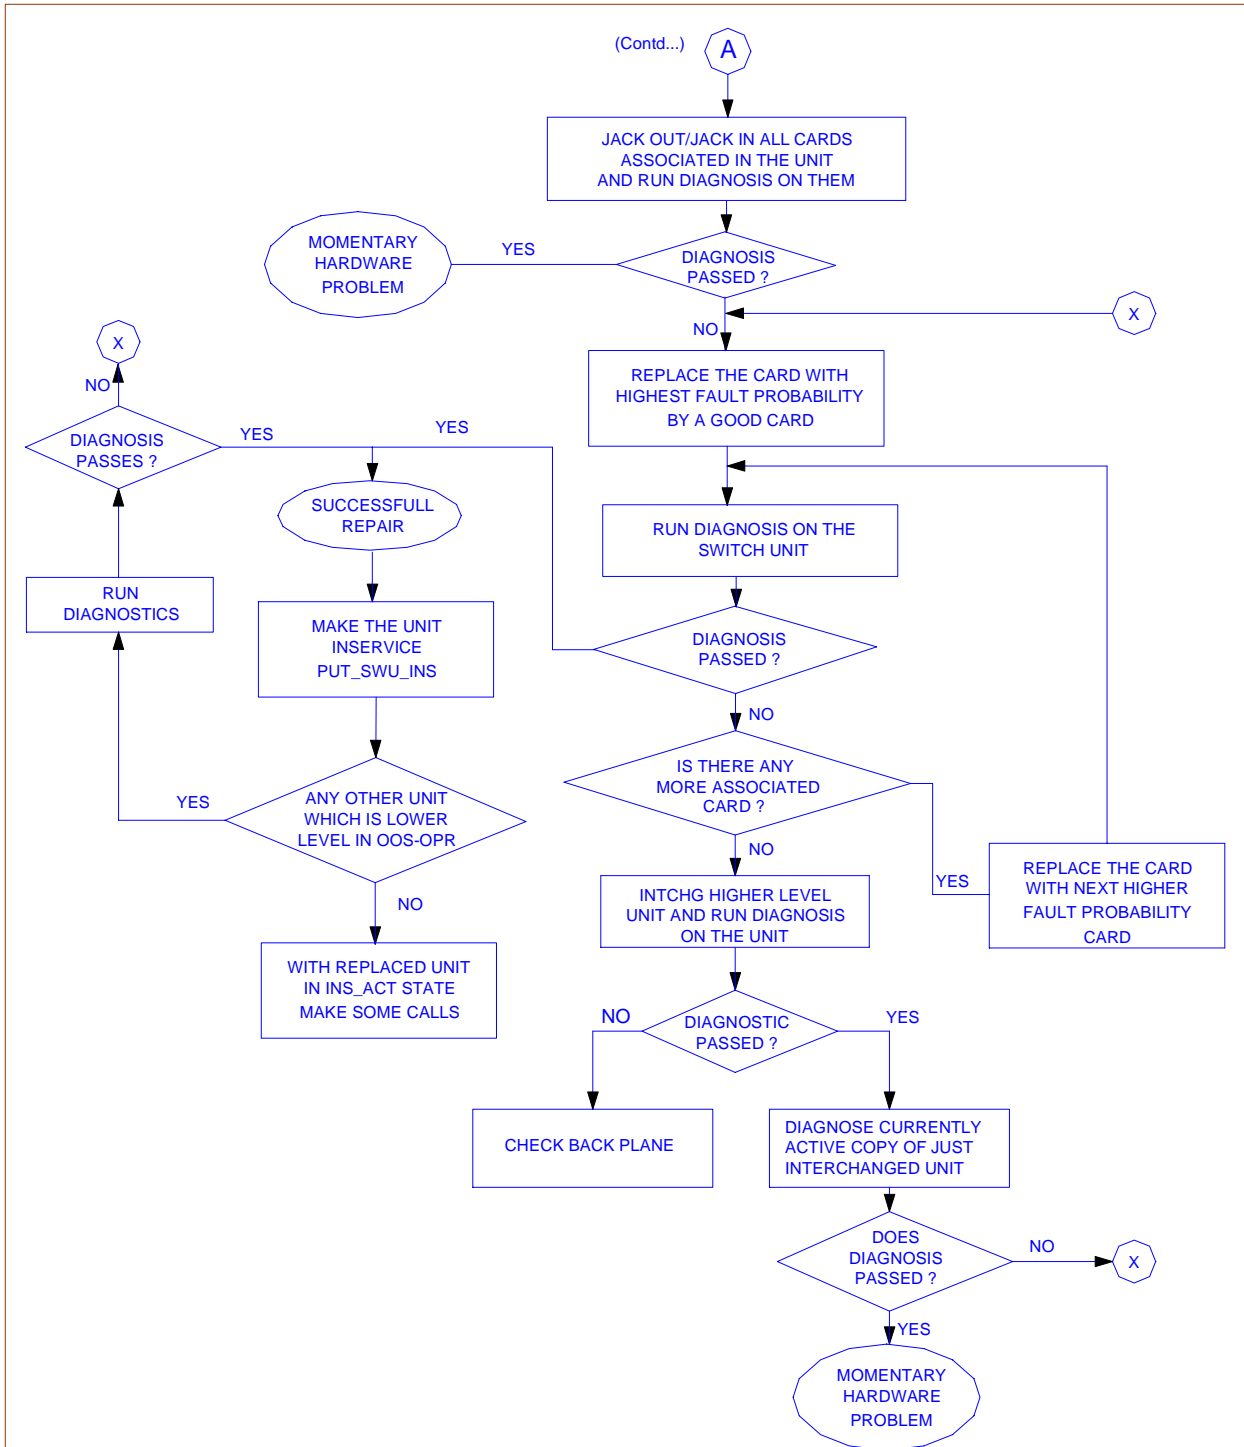 (Contd...)
A
JACK OUT/JACK IN ALL CARDS
ASSOCIATED IN THE UNIT
AND RUN DIAGNOSIS ON THEM
MOMENTARY
HARDWARE
PROBLEM
YES
DIAGNOSIS
PASSED ?
NO
X
X
NO
REPLACE THE CARD WITH
HIGHEST FAULT PROBABILITY
BY A GOOD CARD
DIAGNOSIS
PASSES ?
YES
YES
SUCCESSFULL
REPAIR
RUN DIAGNOSIS ON THE
SWITCH UNIT
RUN
DIAGNOSTICS
MAKE THE UNIT
INSERVICE
PUT_SWU_INS
DIAGNOSIS
PASSED ?
NO
IS THERE ANY
MORE ASSOCIATED
CARD ?
YES
ANY OTHER UNIT
WHICH IS LOWER
LEVEL IN OOS-OPR
NO
YES
REPLACE THE CARD
WITH NEXT HIGHER
FAULT PROBABILITY
CARD
NO
INTCHG HIGHER LEVEL
UNIT AND RUN DIAGNOSIS
ON THE UNIT
WITH REPLACED UNIT
IN INS_ACT STATE
MAKE SOME CALLS
NO
DIAGNOSTIC
PASSED ?
YES
CHECK BACK PLANE
DIAGNOSE CURRENTLY
ACTIVE COPY OF JUST
INTERCHANGED UNIT
DOES
DIAGNOSIS
PASSED ?
NO
X
YES
MOMENTARY
HARDWARE
PROBLEM